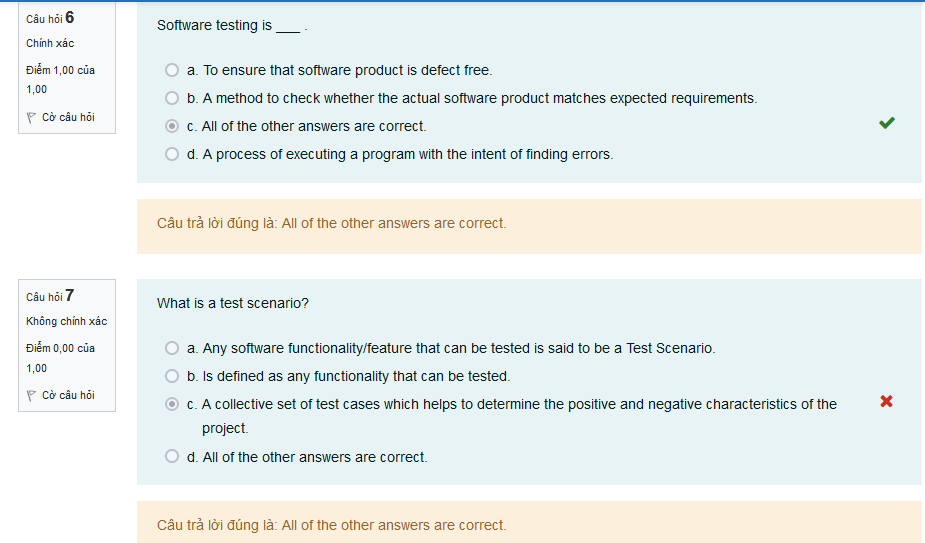 Câu hỏi 6
Chính xác
Điểm 1,00 của
1,00
Cờ câu hỏi
Software testing is ___ .
a. To ensure that software product is defect free.
b. A method to check whether the actual software product matches expected requirements.
c. All of the other answers are correct.
d. A process of executing a program with the intent of finding errors.
Câu trả lời đúng là: All of the other answers are correct.
Câu hỏi 7
Không chính xác
Điểm 0,00 của
1,00
Cờ câu hỏi
What is a test scenario?
a. Any software functionality/feature that can be tested is said to be a Test Scenario.
b. Is defined as any functionality that can be tested.
c. A collective set of test cases which helps to determine the positive and negative characteristics of the
project.
d. All of the other answers are correct.
Câu trả lời đúng là: All of the other answers are correct.